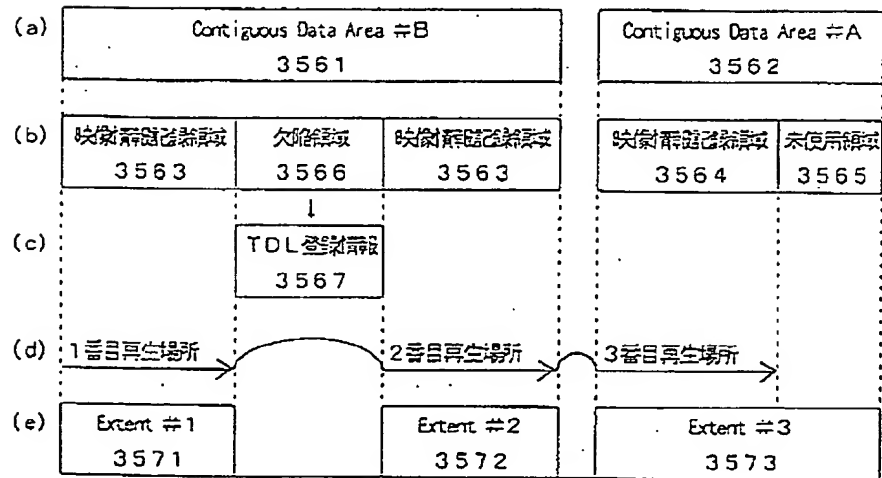 (a) Contiguous Data Area #B Contiguous Data Area #A
3561 3562
(b) 映像情報記録領域 欠陥領域 映像情報記録領域 映像情報記録領域 未使用領域
3563 3566 3563 3564 3565
↓
(c) TDL登録情報
3567
(d) 1番目再生場所 2番目再生場所 3番目再生場所
(e) Extent #1 Extent #2 Extent #3
3571 3572 3573